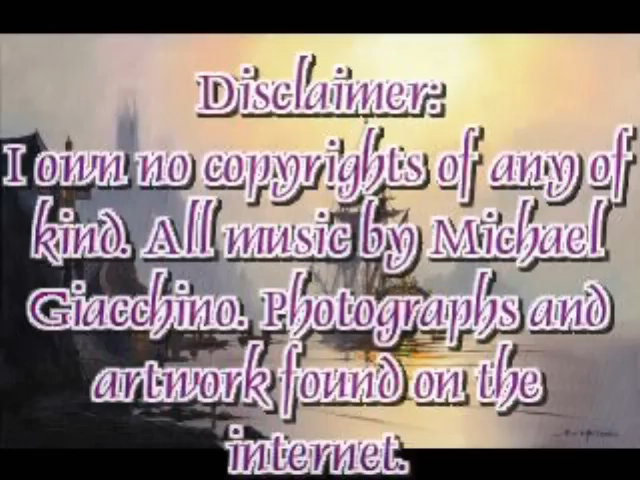 Disclaimer:
I own no copyrights of any of
kind. All music by Michael
Giacchino. Photographs and
artwork found on the
internet.